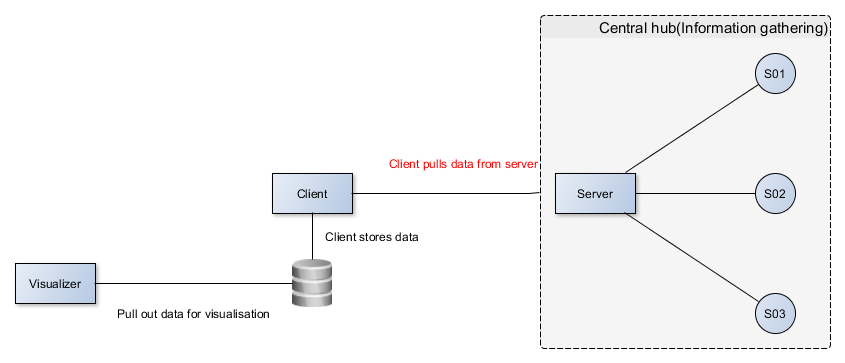 Central hub(Information gathering)
S01
Client pulls data from server
Client
Server
S02
Client stores data
Visualizer
Pull out data for visualisation
S03